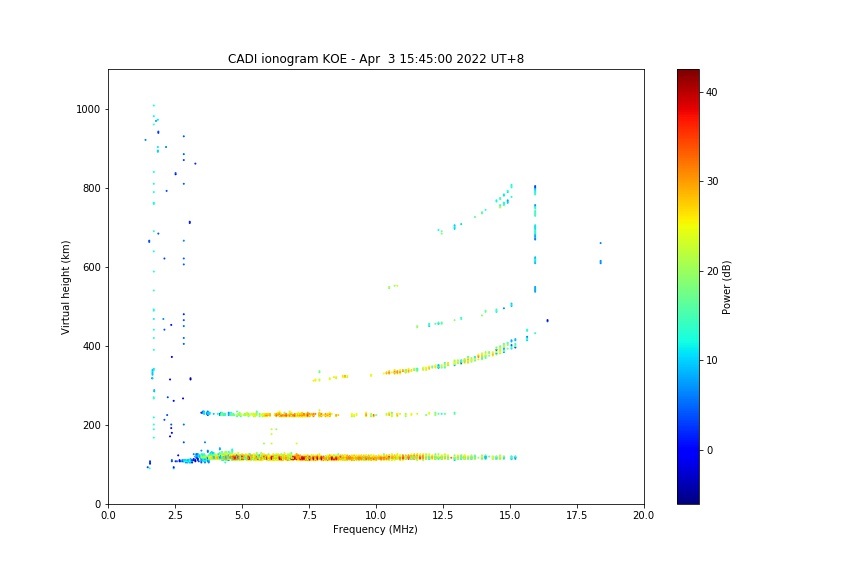 CADI ionogram KOE - Apr  3 15:45:00 2022 UT+8
Virtual height (km)
1000
800
600
400
200
0
0.0 2.5 5.0 7.5 10.0 12.5 15.0 17.5 20.0
Frequency (MHz)
40
30
20
10
0
Power (dB)